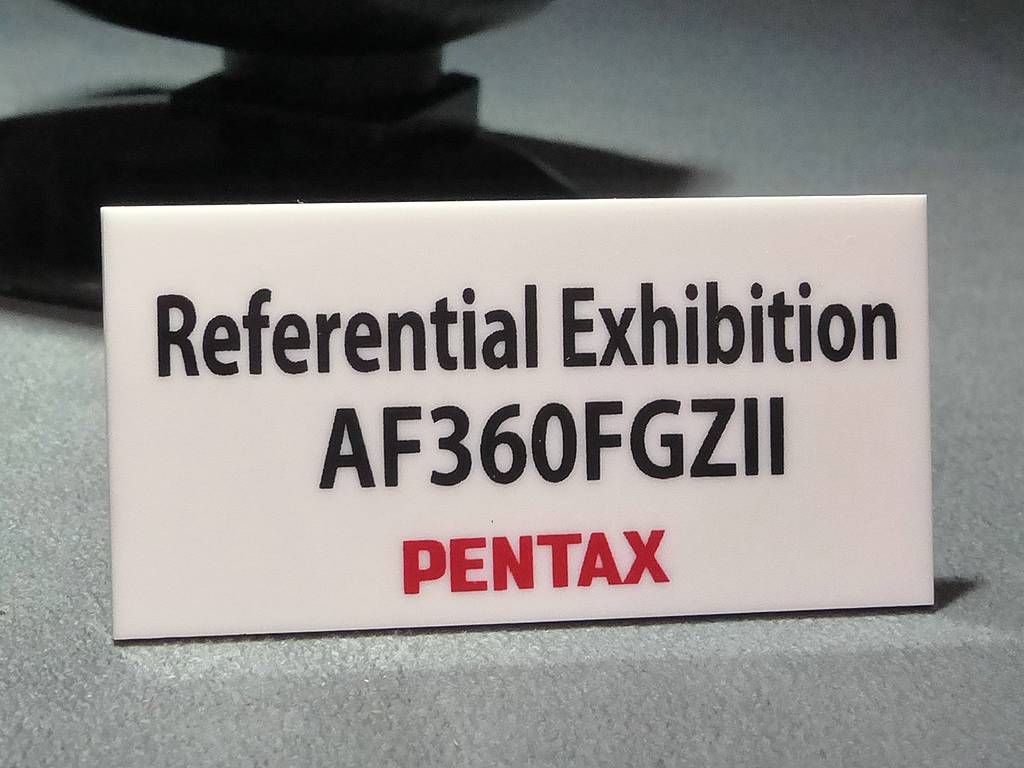 Referential Exhibition
AF360FGZII
PENTAX